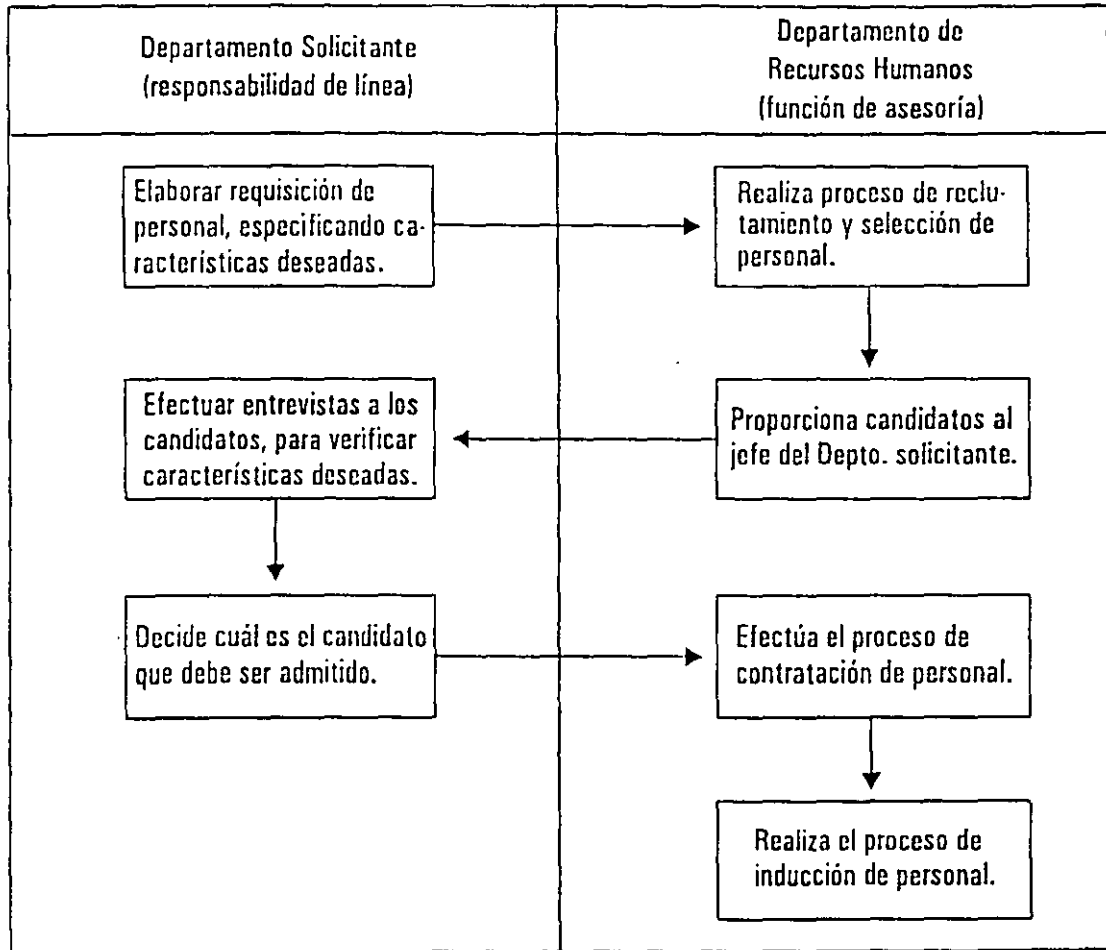 Departamento Solicitante
(responsabilidad de línea)
Departamento de
Recursos Humanos
(función de asesoría)
Elaborar requisición de
personal, especificando ca-
racterísticas deseadas.
Realiza proceso de reclu-
tamiento y selección de
personal.
Efectuar entrevistas a los
candidatos, para verificar
características deseadas.
Proporciona candidatos al
jefe del Depto. solicitante.
Decide cuál es el candidato
que debe ser admitido.
Efectúa el proceso de
contratación de personal.
Realiza el proceso de
inducción de personal.